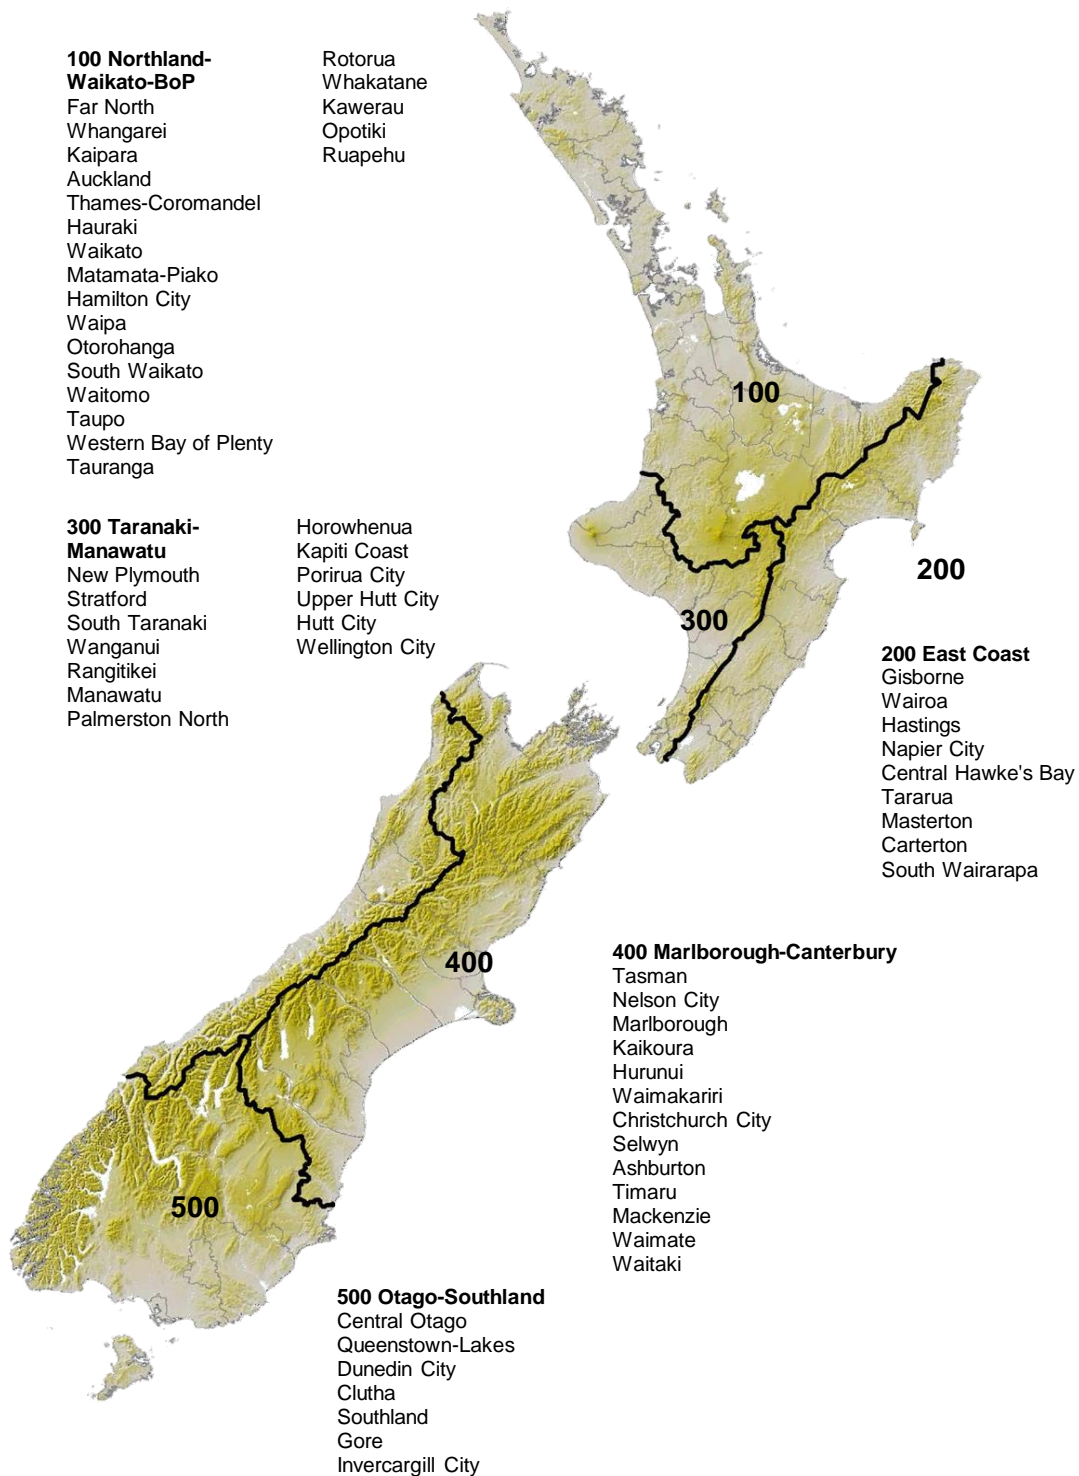 100 Northland-
Waikato-BoP
Far North
Whangarei
Kaipara
Auckland
Thames-Coromandel
Hauraki
Waikato
Matamata-Piako
Hamilton City
Waipa
Otorohanga
South Waikato
Waitomo
Taupo
Western Bay of Plenty
Tauranga
Rotorua
Whakatane
Kawerau
Opotiki
Ruapehu
100
300 Taranaki-
Manawatu
New Plymouth
Stratford
South Taranaki
Wanganui
Rangitikei
Manawatu
Palmerston North
Horowhenua
Kapiti Coast
Porirua City
Upper Hutt City
Hutt City
Wellington City
300
200
200 East Coast
Gisborne
Wairoa
Hastings
Napier City
Central Hawke's Bay
Tararua
Masterton
Carterton
South Wairarapa
400
400 Marlborough-Canterbury
Tasman
Nelson City
Marlborough
Kaikoura
Hurunui
Waimakariri
Christchurch City
Selwyn
Ashburton
Timaru
Mackenzie
Waimate
Waitaki
500
500 Otago-Southland
Central Otago
Queenstown-Lakes
Dunedin City
Clutha
Southland
Gore
Invercargill City